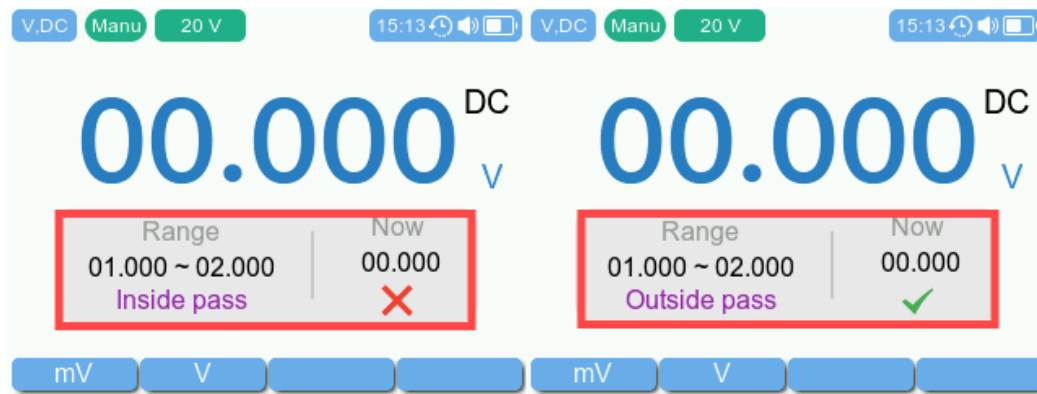 V,DC Manu 20 V 15:13
00.000 DC
V
Range Now
01.000 ~ 02.000 00.000
Inside pass
mV V
V,DC Manu 20 V 15:13
00.000 DC
V
Range Now
01.000 ~ 02.000 00.000
Outside pass
mV V